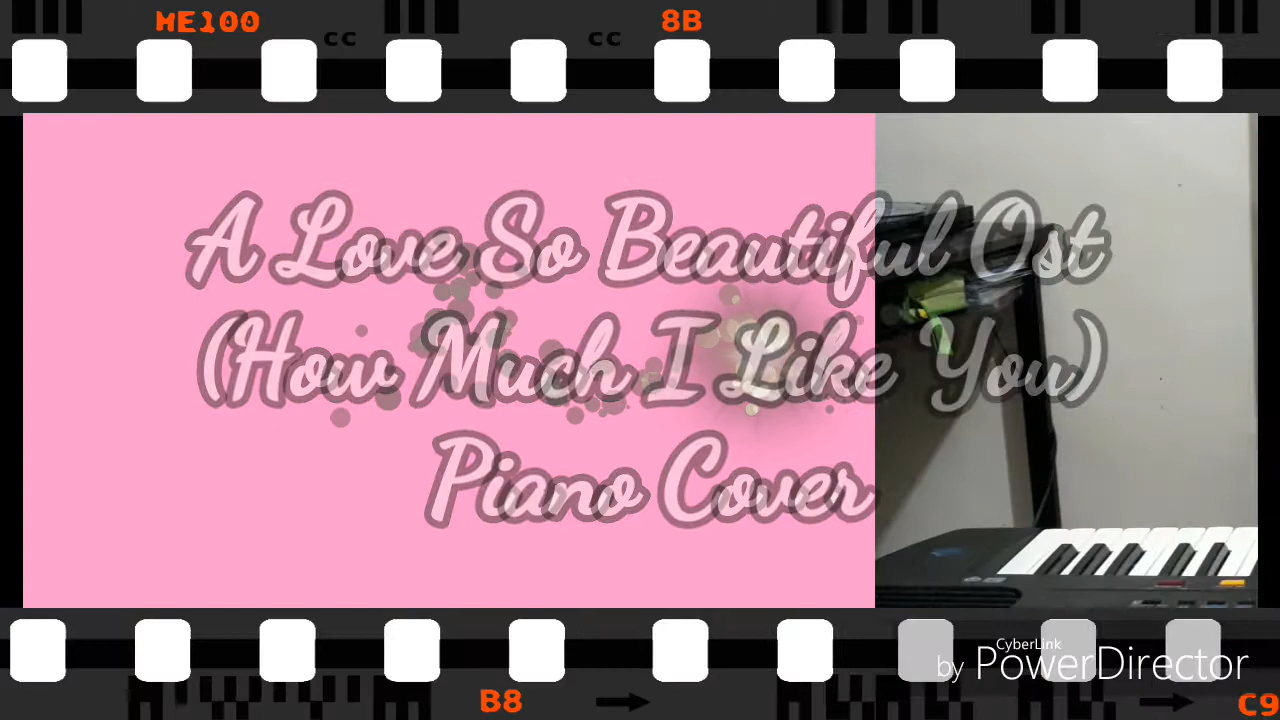 ME100
8B
cc
cc
A Love So Beautiful Ost
(How Much I Like You)
Piano Cover
CyberLink
by PowerDirector
B8
C9